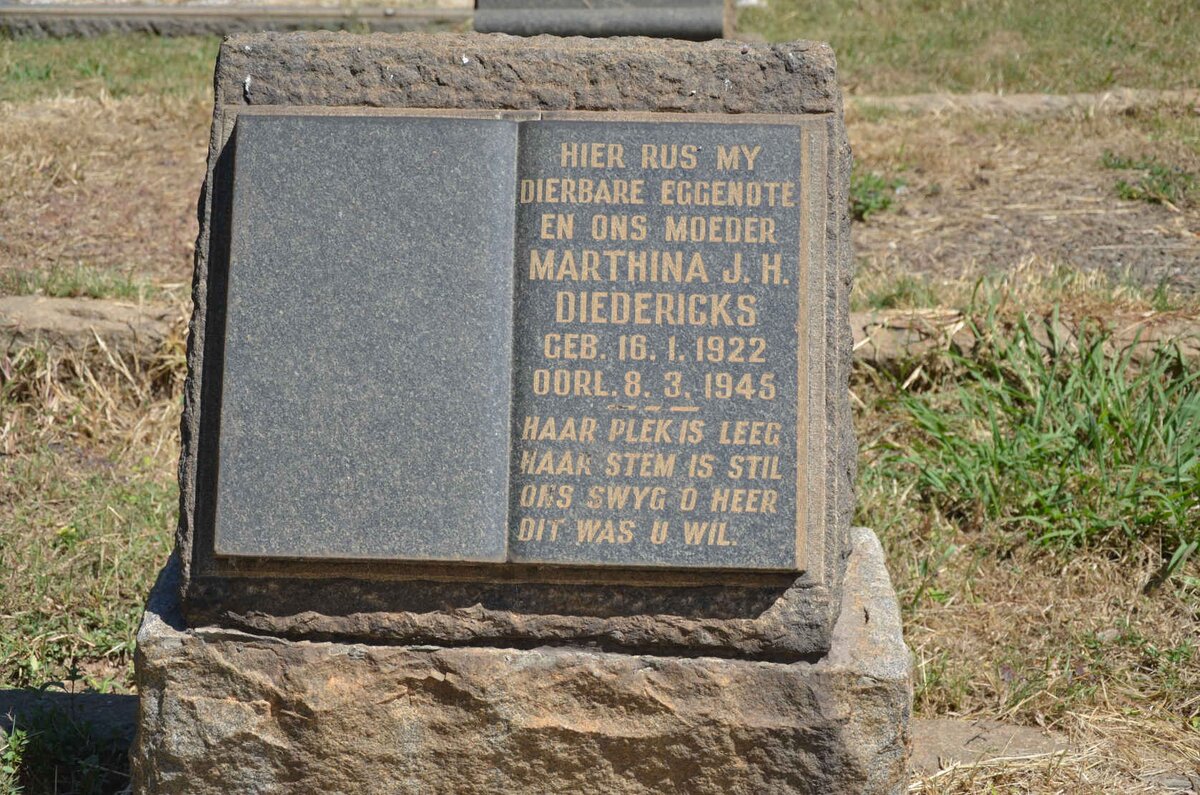 HIER RUS MY
DIERBARE EGGENOTE
EN ONS MOEDER
MARTHINA J. H.
DIEDERICKS
GEB. 16. 1. 1922
OORL. 8. 3. 1945
HAAR PLEK IS LEEG
HAAR STEM IS STIL
ONS SWYG O HEER
DIT WAS U WIL.